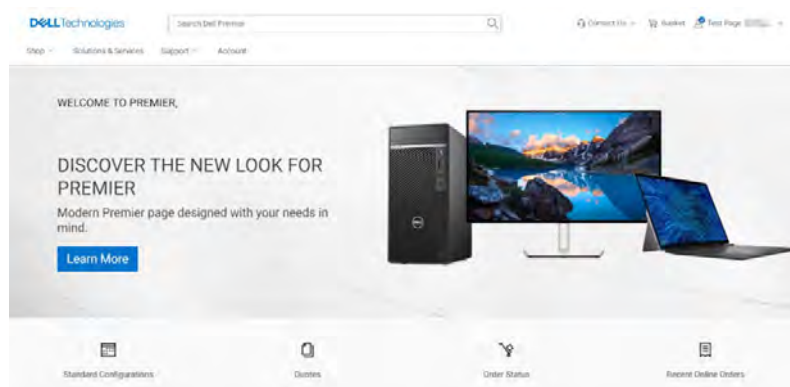 DELL Technologies
Search Dell Premier
Contact Us
Basket
Test Page
Shop
Solutions & Services
Support
Account
WELCOME TO PREMIER,
DISCOVER THE NEW LOOK FOR
PREMIER
Modern Premier page designed with your needs in
mind.
Learn More
Standard Configurations
Quotes
Order Status
Recent Online Orders